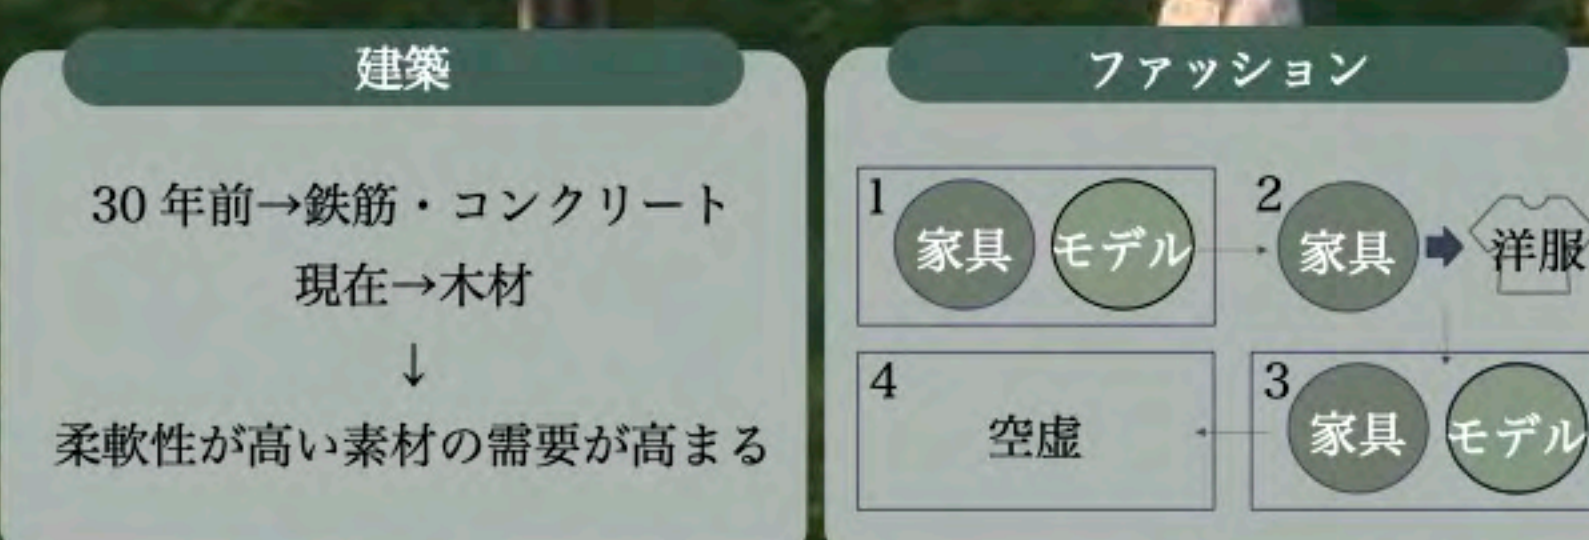 建築
30 年前→鉄筋・コンクリート
現在→木材
↓
柔軟性が高い素材の需要が高まる
ファッション
1
家具
モデル
2
家具
洋服
3
家具
モデル
4
空虚